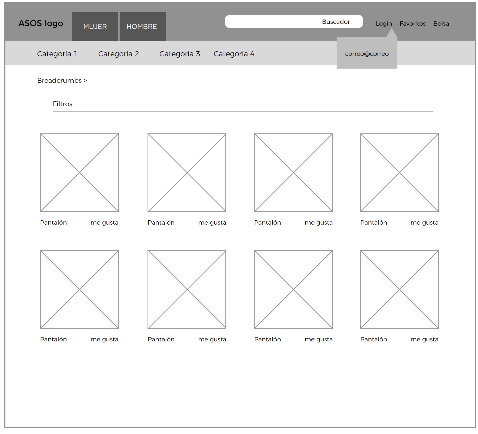 ASOS logo MUJER HOMBRE Buscador Login Favoritos Bolsa
Categoría 1 Categoría 2 Categoría 3 Categoría 4 correo@correo
Breadcrumbs >
Filtros
Pantalón me gusta Pantalón me gusta Pantalón me gusta Pantalón me gusta
Pantalón me gusta Pantalón me gusta Pantalón me gusta Pantalón me gusta